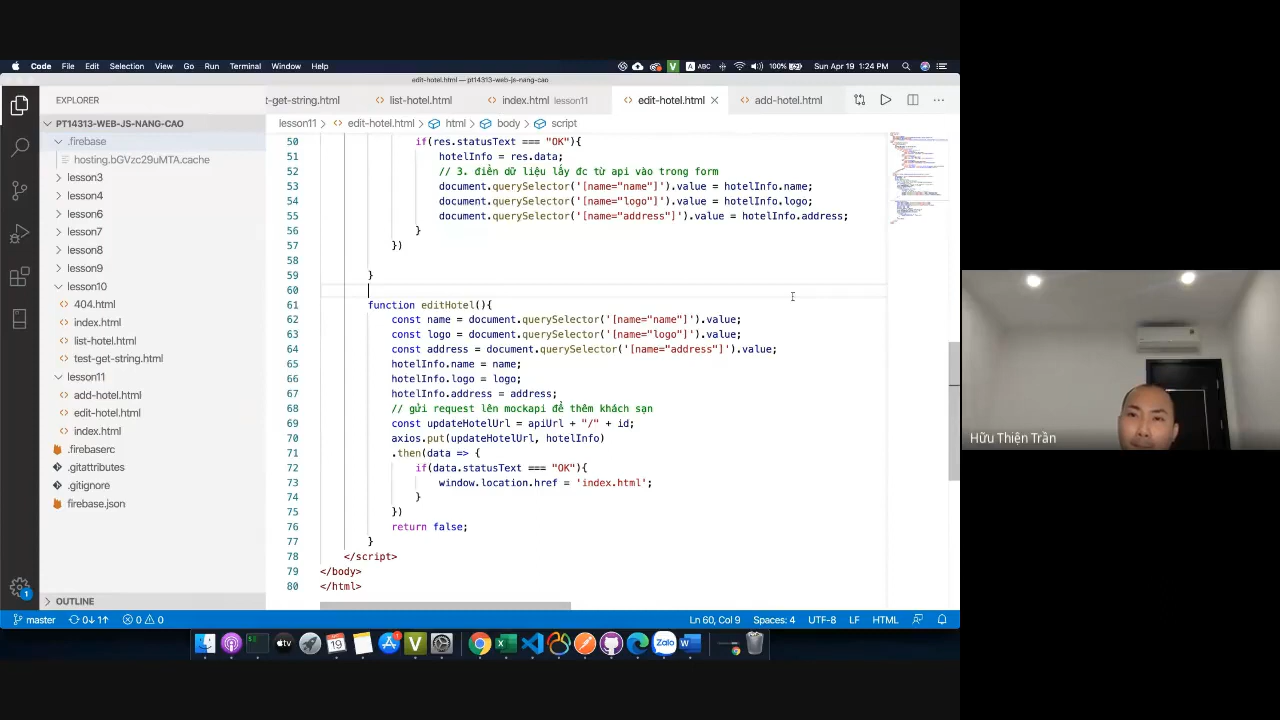 Code File Edit Selection View Go Run Terminal Window Help
V A ABC 100% Sun Apr 19 1:24 PM
edit-hotel.html — pt14313-web-js-nang-cao
EXPLORER
t-get-string.html list-hotel.html index.html lesson11 edit-hotel.html add-hotel.html
PT14313-WEB-JS-NANG-CAO
lesson11 > edit-hotel.html > html > body > script
.firebase
hosting.bGVzc29uMTA.cache
lesson3
lesson4
lesson6
lesson7
lesson8
lesson9
lesson10
404.html
index.html
list-hotel.html
test-get-string.html
lesson11
add-hotel.html
edit-hotel.html
index.html
.firebaserc
.gitattributes
.gitignore
firebase.json
OUTLINE
50 if(res.statusText === "OK"){
51 hotelInfo = res.data;
52 // 3. điền dữ liệu lấy đc từ api vào trong form
53 document.querySelector('[name="name"]').value = hotelInfo.name;
54 document.querySelector('[name="logo"]').value = hotelInfo.logo;
55 document.querySelector('[name="address"]').value = hotelInfo.address;
56 }
57 })
58
59 }
60
61 function editHotel(){
62 const name = document.querySelector('[name="name"]').value;
63 const logo = document.querySelector('[name="logo"]').value;
64 const address = document.querySelector('[name="address"]').value;
65 hotelInfo.name = name;
66 hotelInfo.logo = logo;
67 hotelInfo.address = address;
68 // gửi request lên mockapi để thêm khách sạn
69 const updateHotelUrl = apiUrl + "/" + id;
70 axios.put(updateHotelUrl, hotelInfo)
71 .then(data => {
72 if(data.statusText === "OK"){
73 window.location.href = 'index.html';
74 }
75 })
76 return false;
77 }
78 </script>
79 </body>
80 </html>
master 0↓ 1↑ 0 0 Ln 60, Col 9 Spaces: 4 UTF-8 LF HTML
1
tv 19 1 V Zalo W
Hữu Thiện Trần